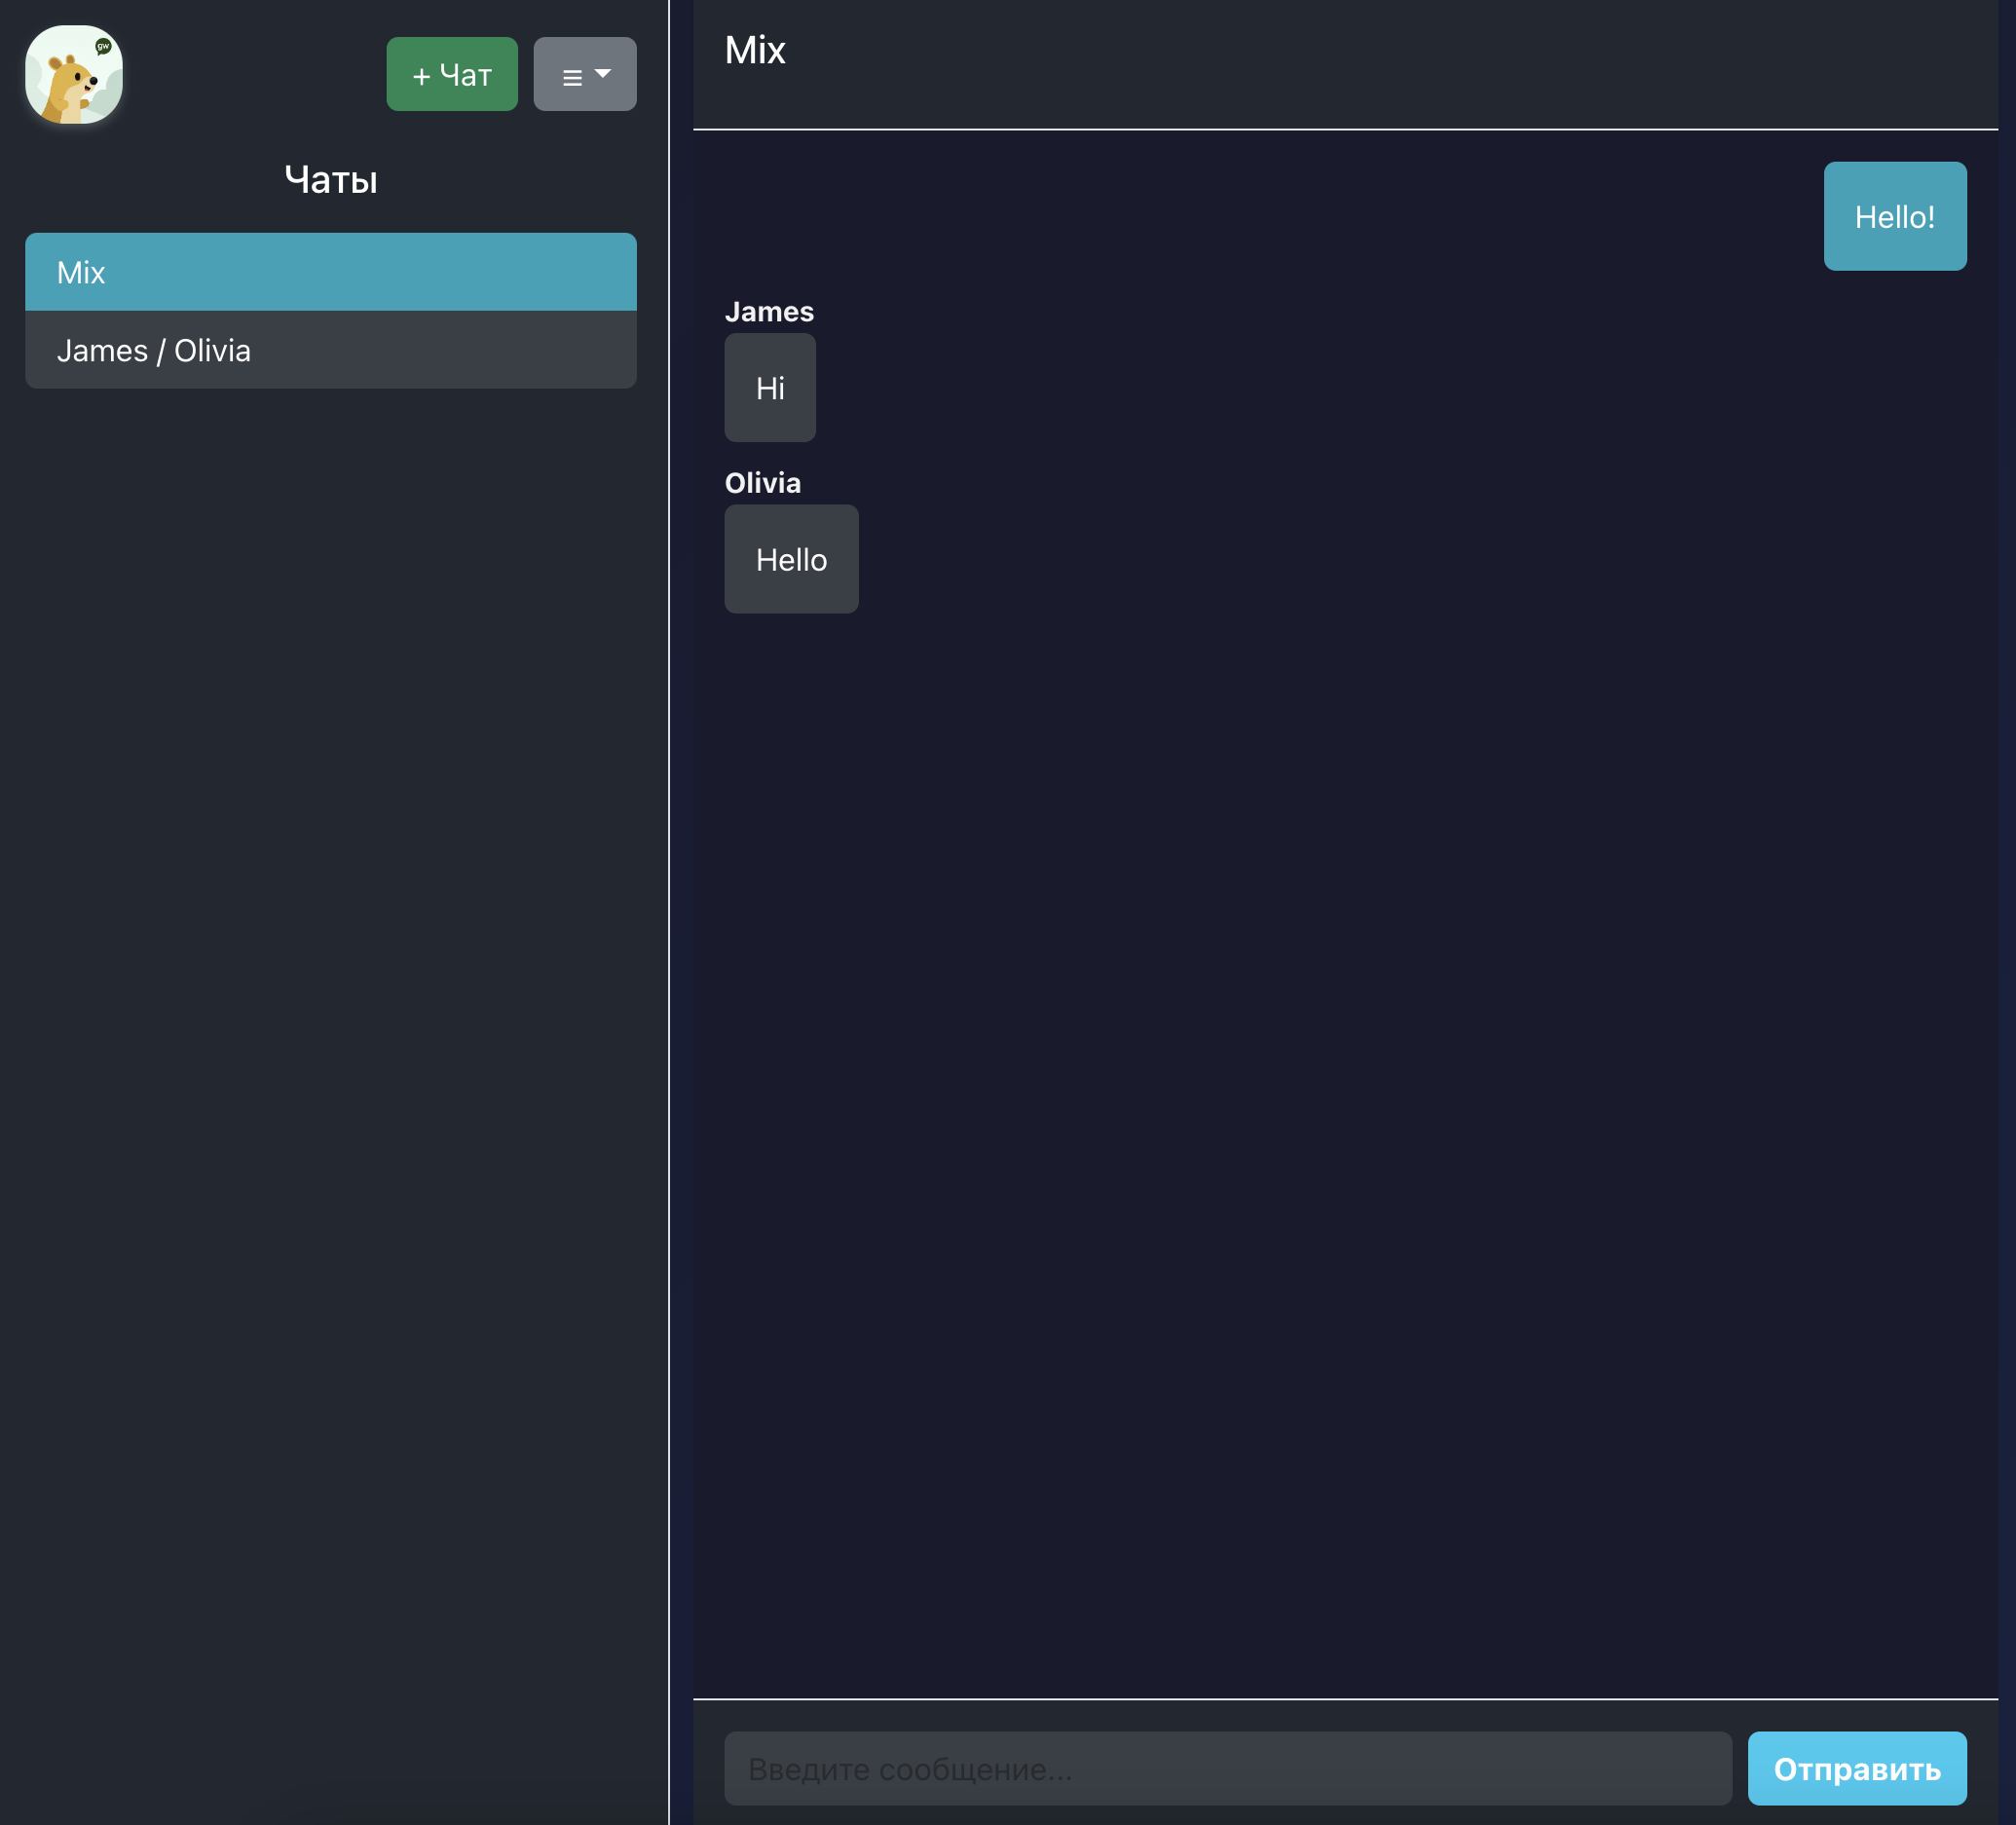 gw
+ Чат
Чаты
Mix
James / Olivia
Mix
Hello!
James
Hi
Olivia
Hello
Введите сообщение...
Отправить